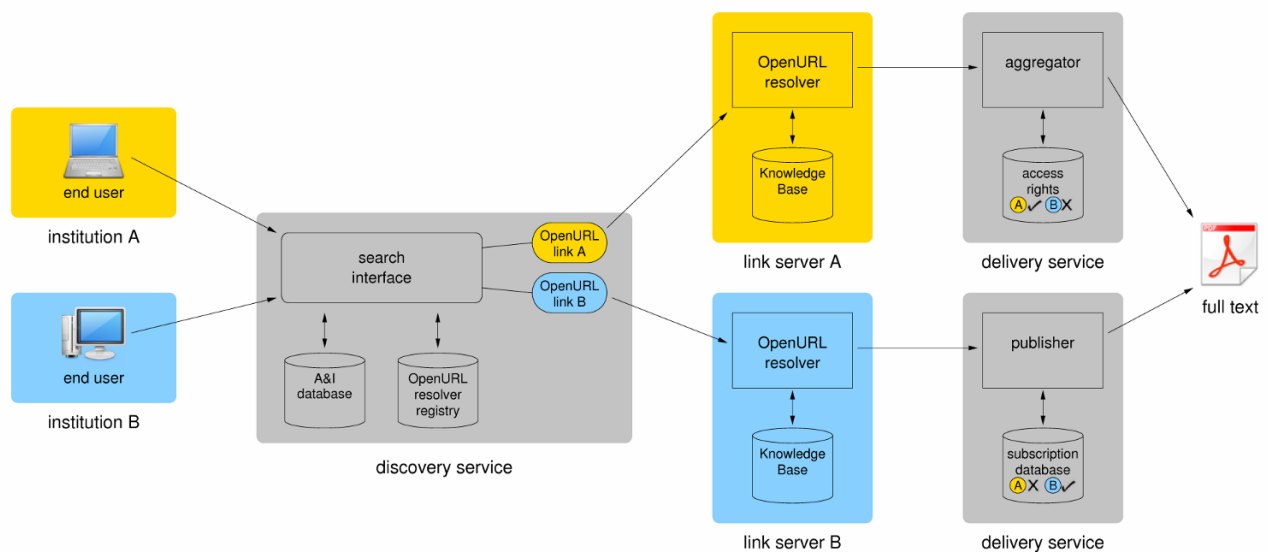 end user
institution A
end user
institution B
search
interface
OpenURL
link A
OpenURL
link B
A&I
database
OpenURL
resolver
registry
discovery service
OpenURL
resolver
Knowledge
Base
link server A
aggregator
access
rights
A ✓ B X
delivery service
OpenURL
resolver
Knowledge
Base
link server B
publisher
subscription
database
A X B ✓
delivery service
PDF
full text